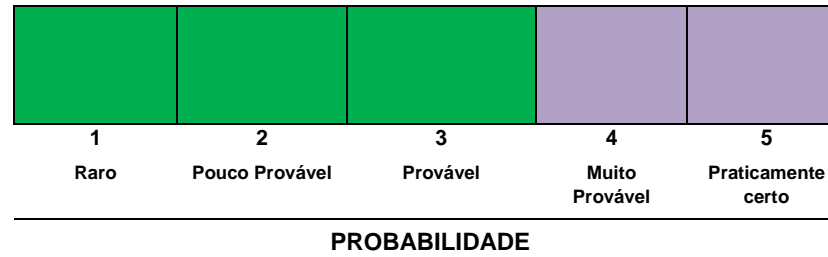 1 2 3 4 5
Raro Pouco Provável Provável Muito Provável Praticamente certo
PROBABILIDADE